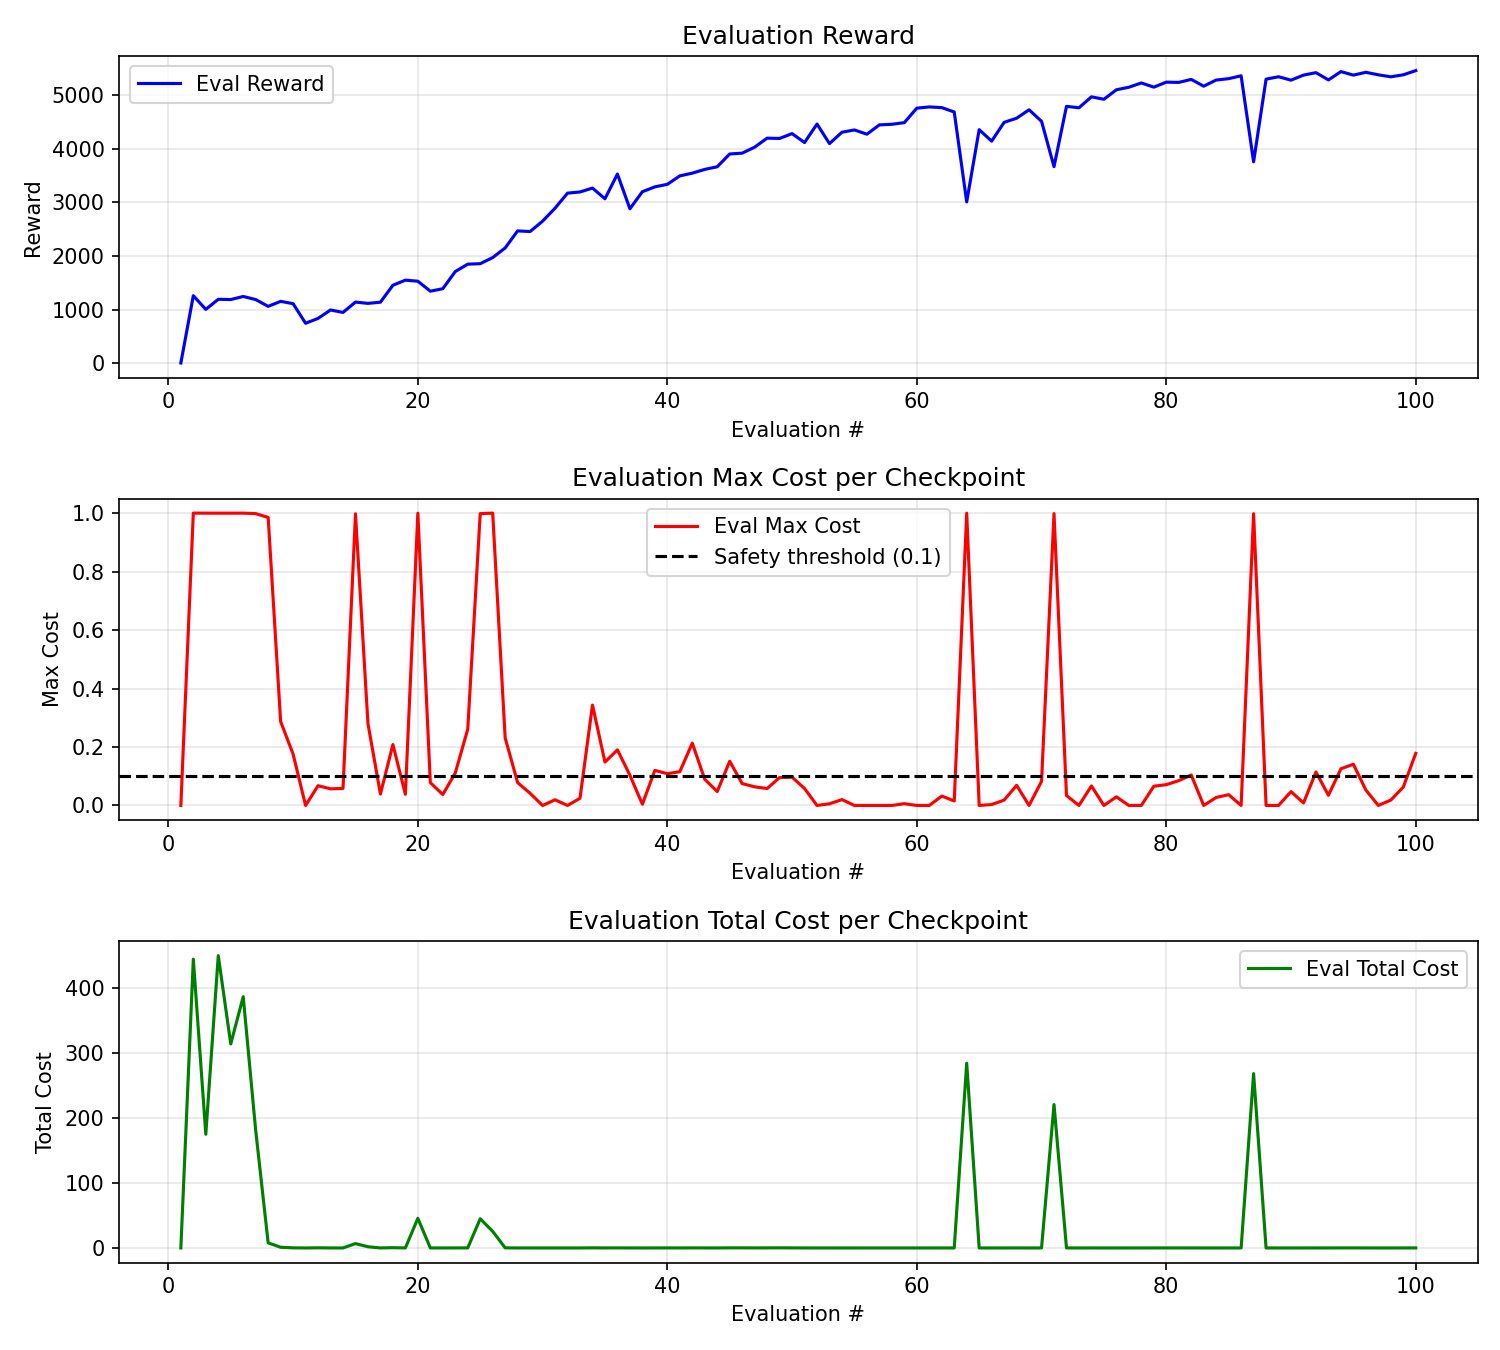 Evaluation Reward
Eval Reward
5000
4000
3000
2000
1000
0
Reward
0 20 40 60 80 100
Evaluation #
Evaluation Max Cost per Checkpoint
Eval Max Cost
Safety threshold (0.1)
1.0
0.8
0.6
0.4
0.2
0.0
Max Cost
0 20 40 60 80 100
Evaluation #
Evaluation Total Cost per Checkpoint
Eval Total Cost
400
300
200
100
0
Total Cost
0 20 40 60 80 100
Evaluation #